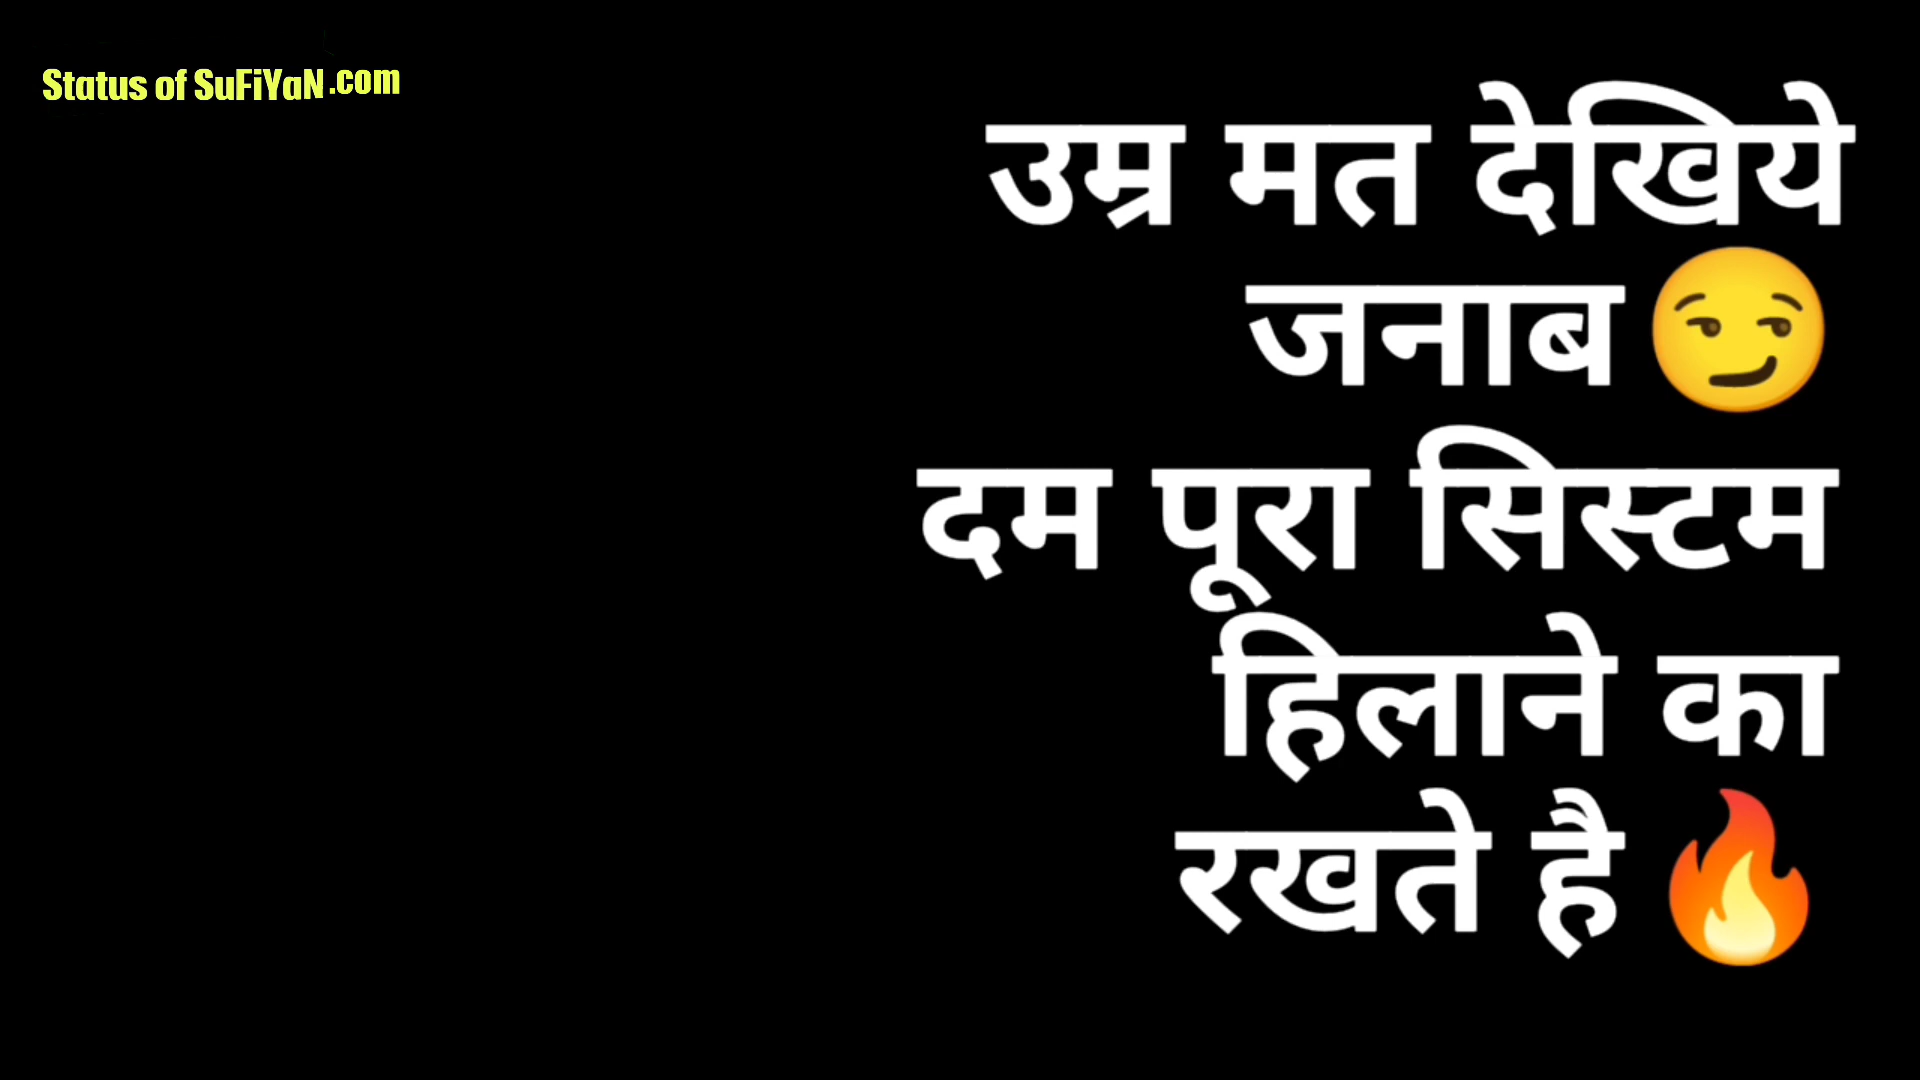 Status of SuFiYaN.com
उम्र मत देखिये
जनाब😏
दम पूरा सिस्टम
हिलाने का
रखते है🔥